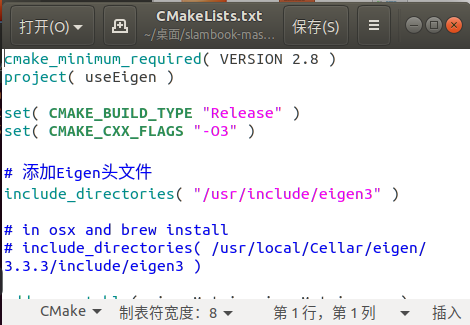 打开(O)
CMakeLists.txt
~/桌面/slambook-mas…
保存(S)
cmake_minimum_required( VERSION 2.8 )
project( useEigen )
set( CMAKE_BUILD_TYPE "Release" )
set( CMAKE_CXX_FLAGS "-O3" )
# 添加Eigen头文件
include_directories( "/usr/include/eigen3" )
# in osx and brew install
# include_directories( /usr/local/Cellar/eigen/
3.3.3/include/eigen3 )
CMake
制表符宽度：8
第 1 行，第 1 列
插入